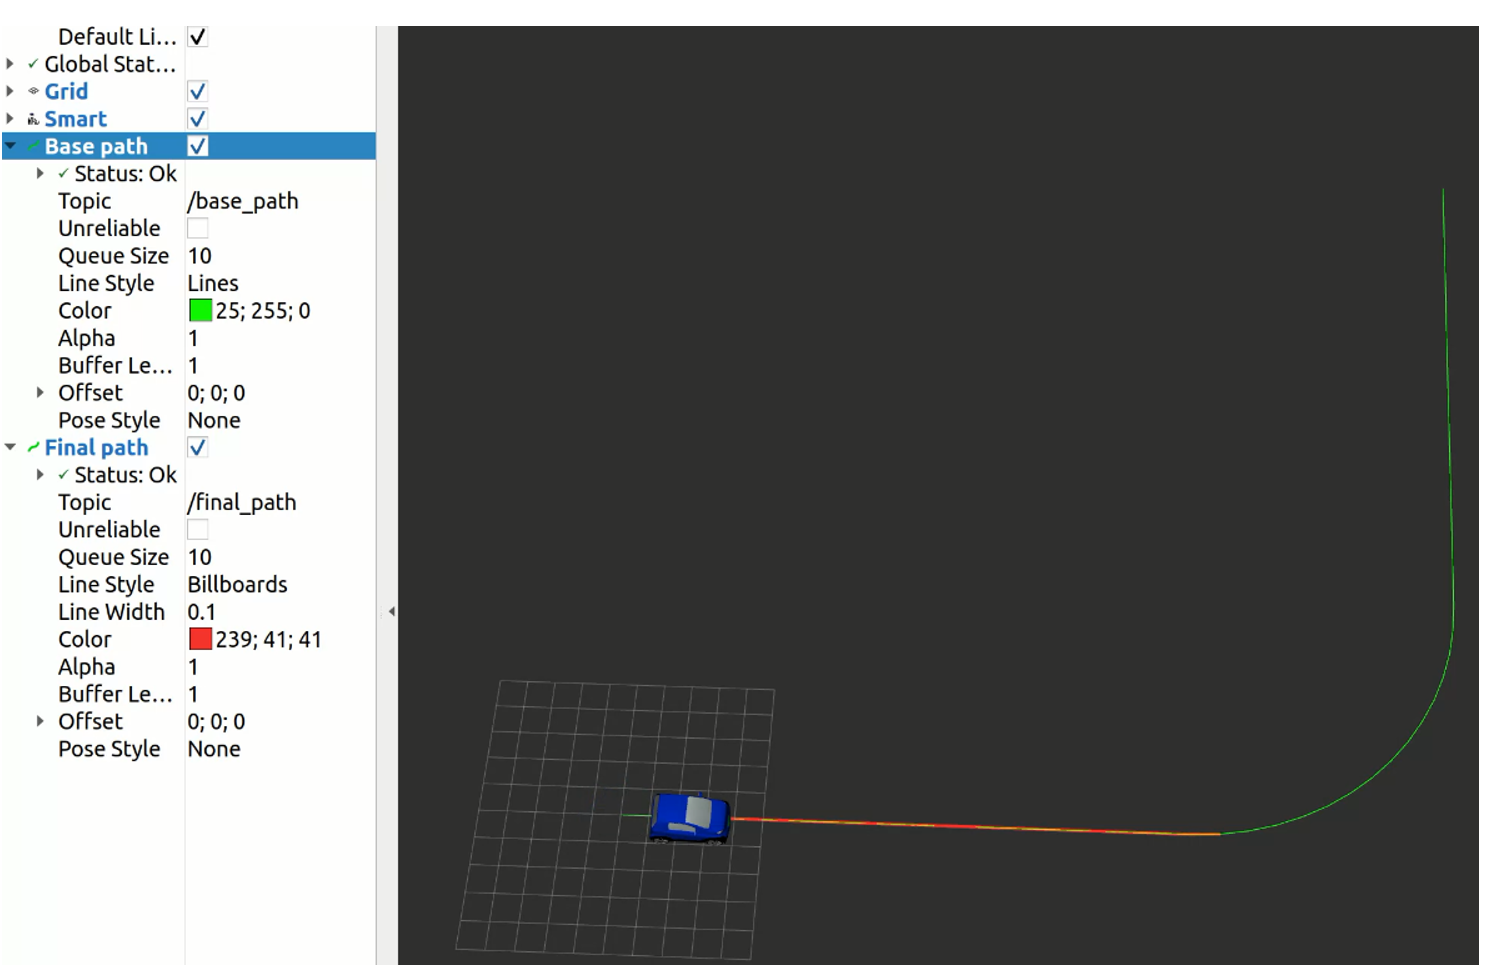 Default Li...
Global Stat...
Grid
Smart
Base path
Status: Ok
Topic /base_path
Unreliable
Queue Size 10
Line Style Lines
Color 25; 255; 0
Alpha 1
Buffer Le... 1
Offset 0; 0; 0
Pose Style None
Final path
Status: Ok
Topic /final_path
Unreliable
Queue Size 10
Line Style Billboards
Line Width 0.1
Color 239; 41; 41
Alpha 1
Buffer Le... 1
Offset 0; 0; 0
Pose Style None